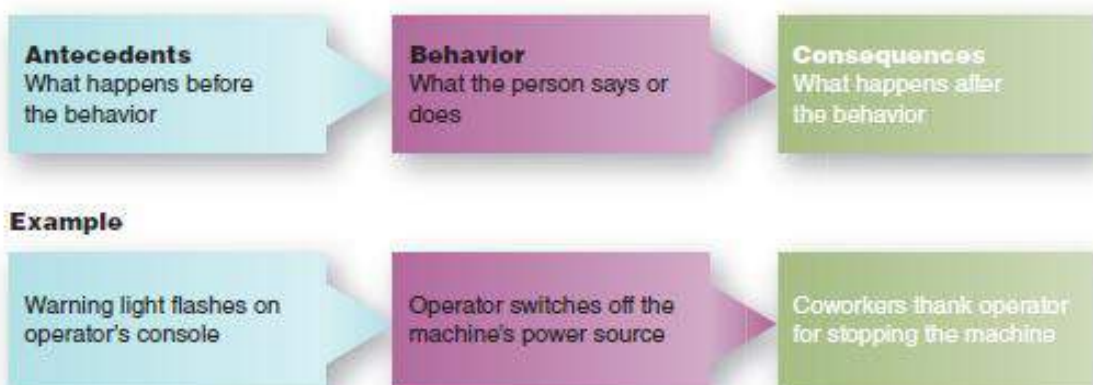 Antecedents
What happens before
the behavior
Behavior
What the person says or
does
Consequences
What happens after
the behavior
Example
Warning light flashes on
operator's console
Operator switches off the
machine's power source
Coworkers thank operator
for stopping the machine